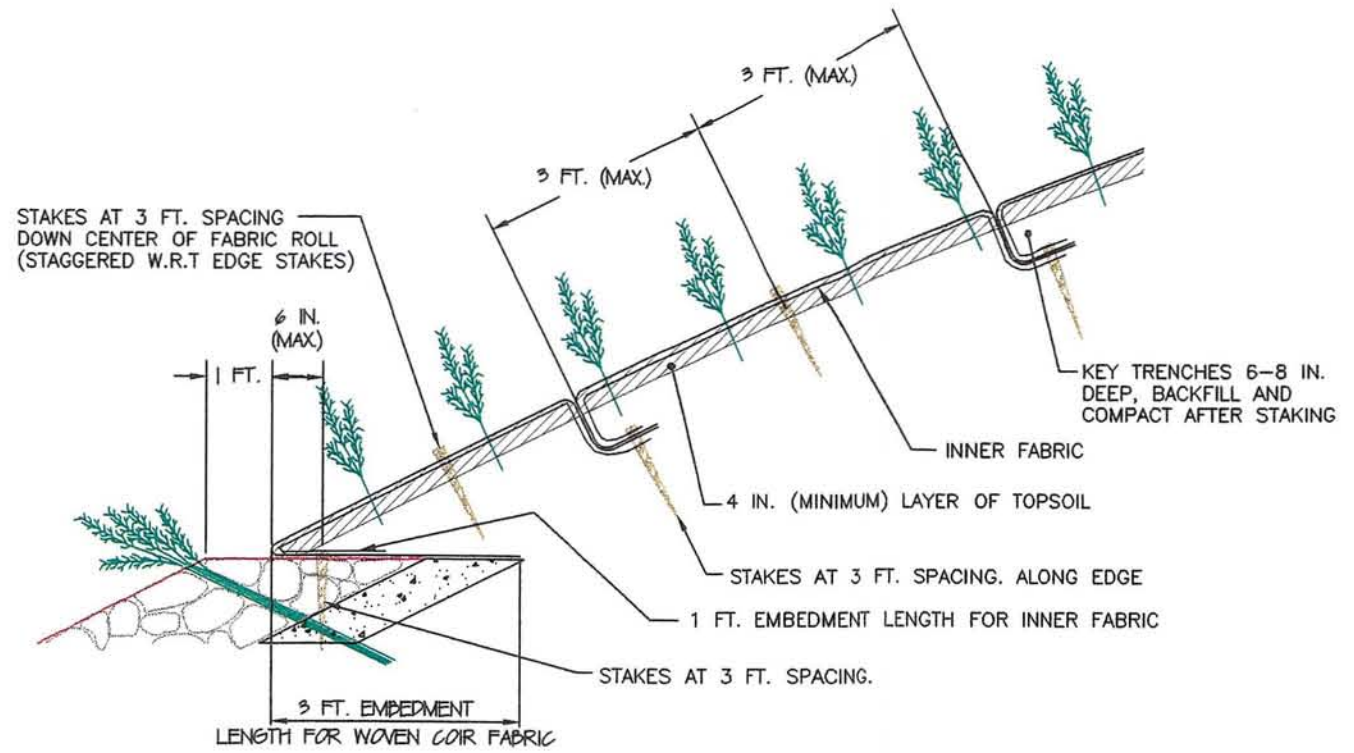 3 FT. (MAX.)
3 FT. (MAX.)
STAKES AT 3 FT. SPACING
DOWN CENTER OF FABRIC ROLL
(STAGGERED W.R.T EDGE STAKES)
6 IN.
(MAX.)
1 FT.
KEY TRENCHES 6-8 IN.
DEEP, BACKFILL AND
COMPACT AFTER STAKING
INNER FABRIC
4 IN. (MINIMUM) LAYER OF TOPSOIL
STAKES AT 3 FT. SPACING. ALONG EDGE
1 FT. EMBEDMENT LENGTH FOR INNER FABRIC
STAKES AT 3 FT. SPACING.
3 FT. EMBEDMENT
LENGTH FOR WOVEN COIR FABRIC